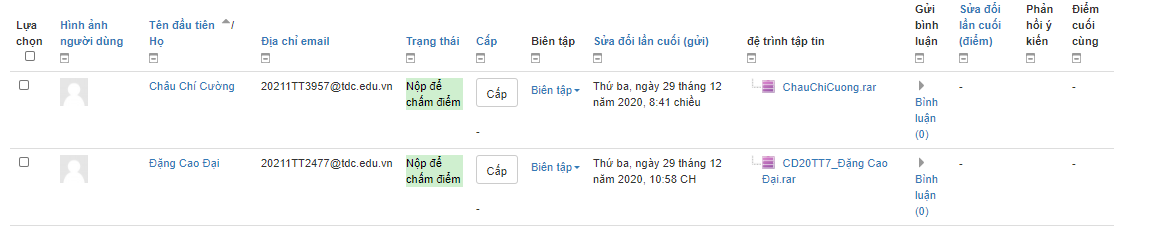 Lựa chọn
Hình ảnh người dùng
Tên đầu tiên / Họ
Địa chỉ email
Trạng thái
Cấp
Biên tập
Sửa đổi lần cuối (gửi)
đệ trình tập tin
Gửi bình luận
Sửa đổi lần cuối (điểm)
Phản hồi ý kiến
Điểm cuối cùng
Châu Chí Cường
20211TT3957@tdc.edu.vn
Nộp để chấm điểm
Cấp
-
Biên tập
Thứ ba, ngày 29 tháng 12
năm 2020, 8:41 chiều
ChauChiCuong.rar
Bình luận (0)
-
-
-
Đặng Cao Đại
20211TT2477@tdc.edu.vn
Nộp để chấm điểm
Cấp
-
Biên tập
Thứ ba, ngày 29 tháng 12
năm 2020, 10:58 CH
CD20TT7_Đặng Cao
Đại.rar
Bình luận (0)
-
-
-